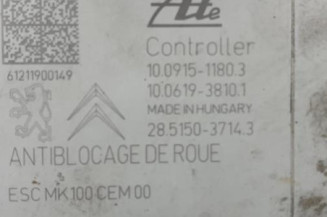 Ate
Controller
61211900149
10.0915-1180.3
10.0619-3810.1
MADE IN HUNGARY
28.5150-3714.3
ANTIBLOCAGE DE ROUE
ESC MK100 CEM 00